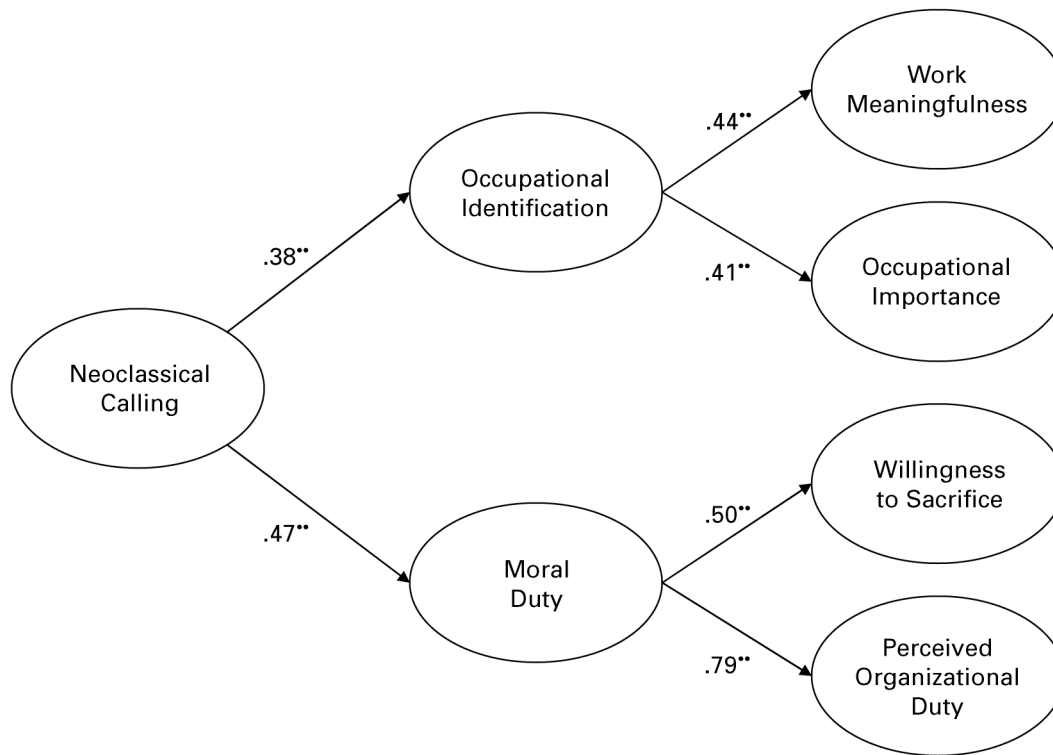 Work
Meaningfulness
.44••
Occupational
Identification
.38••
.41••
Occupational
Importance
Neoclassical
Calling
Willingness
to Sacrifice
.50••
.47••
Moral
Duty
.79••
Perceived
Organizational
Duty